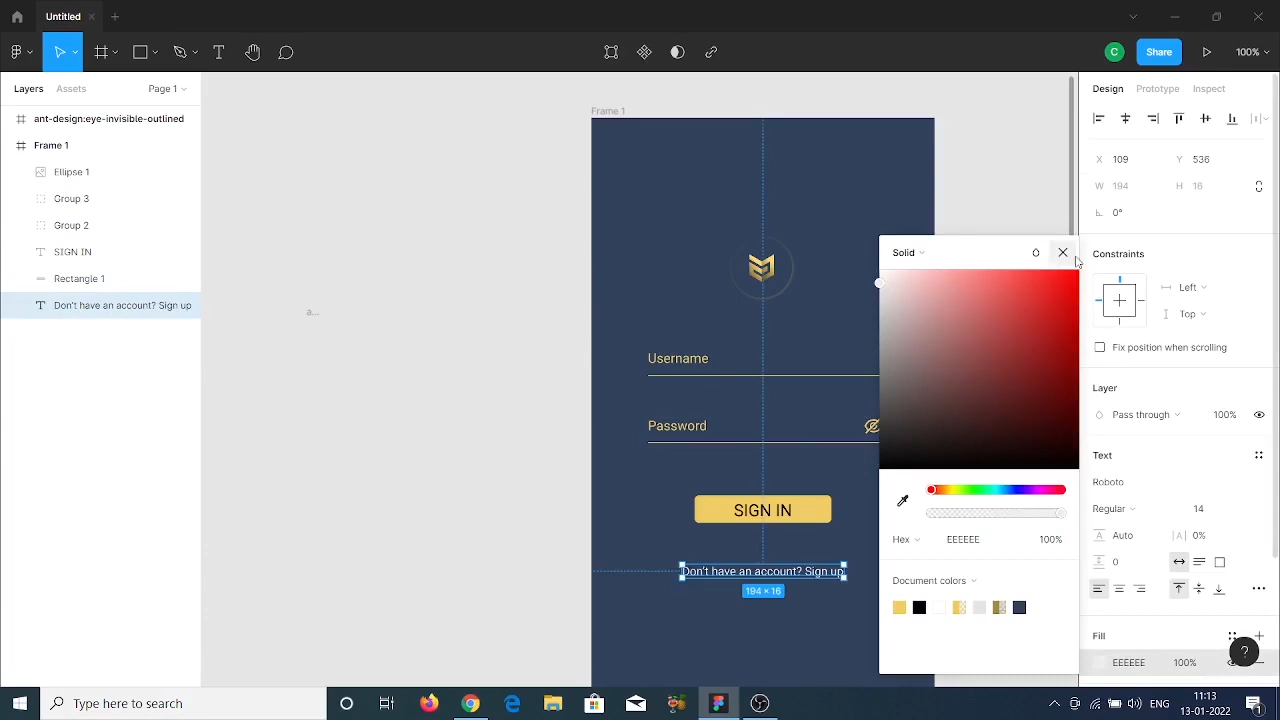 Untitled
C
Share
100%
Layers
Assets
Page 1
ant-design:eye-invisible-outlined
Frame 1
Ellipse 1
Group 3
Group 2
SIGN IN
Rectangle 1
Don't have an account? Sign up
a...
Frame 1
Username
Password
SIGN IN
Don't have an account? Sign up
194 × 16
Solid
Hex
EEEEEE
100%
Document colors
Design
Prototype
Inspect
X
109
Y
536
W
194
H
16
0°
Constraints
Left
Top
Fix position when scrolling
Layer
Pass through
100%
Text
Roboto
Regular
14
Auto
|A|
0%
Fill
EEEEEE
100%
?
Type here to search
11:13
13-01-2022